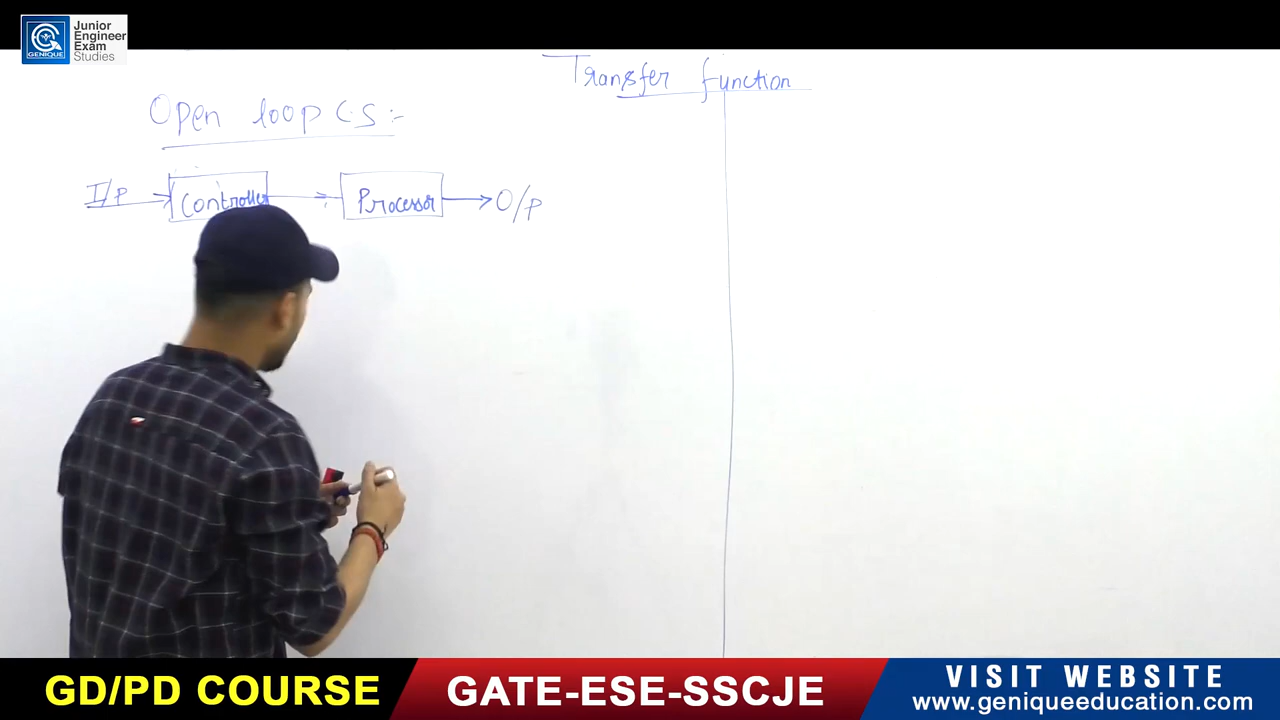 GENIQUE
Junior
Engineer
Exam
Studies
Transfer function
Open loop C.S :-
I/P Controller Processor O/P
GD/PD COURSE
GATE-ESE-SSCJE
VISIT WEBSITE
www.geniqueeducation.com